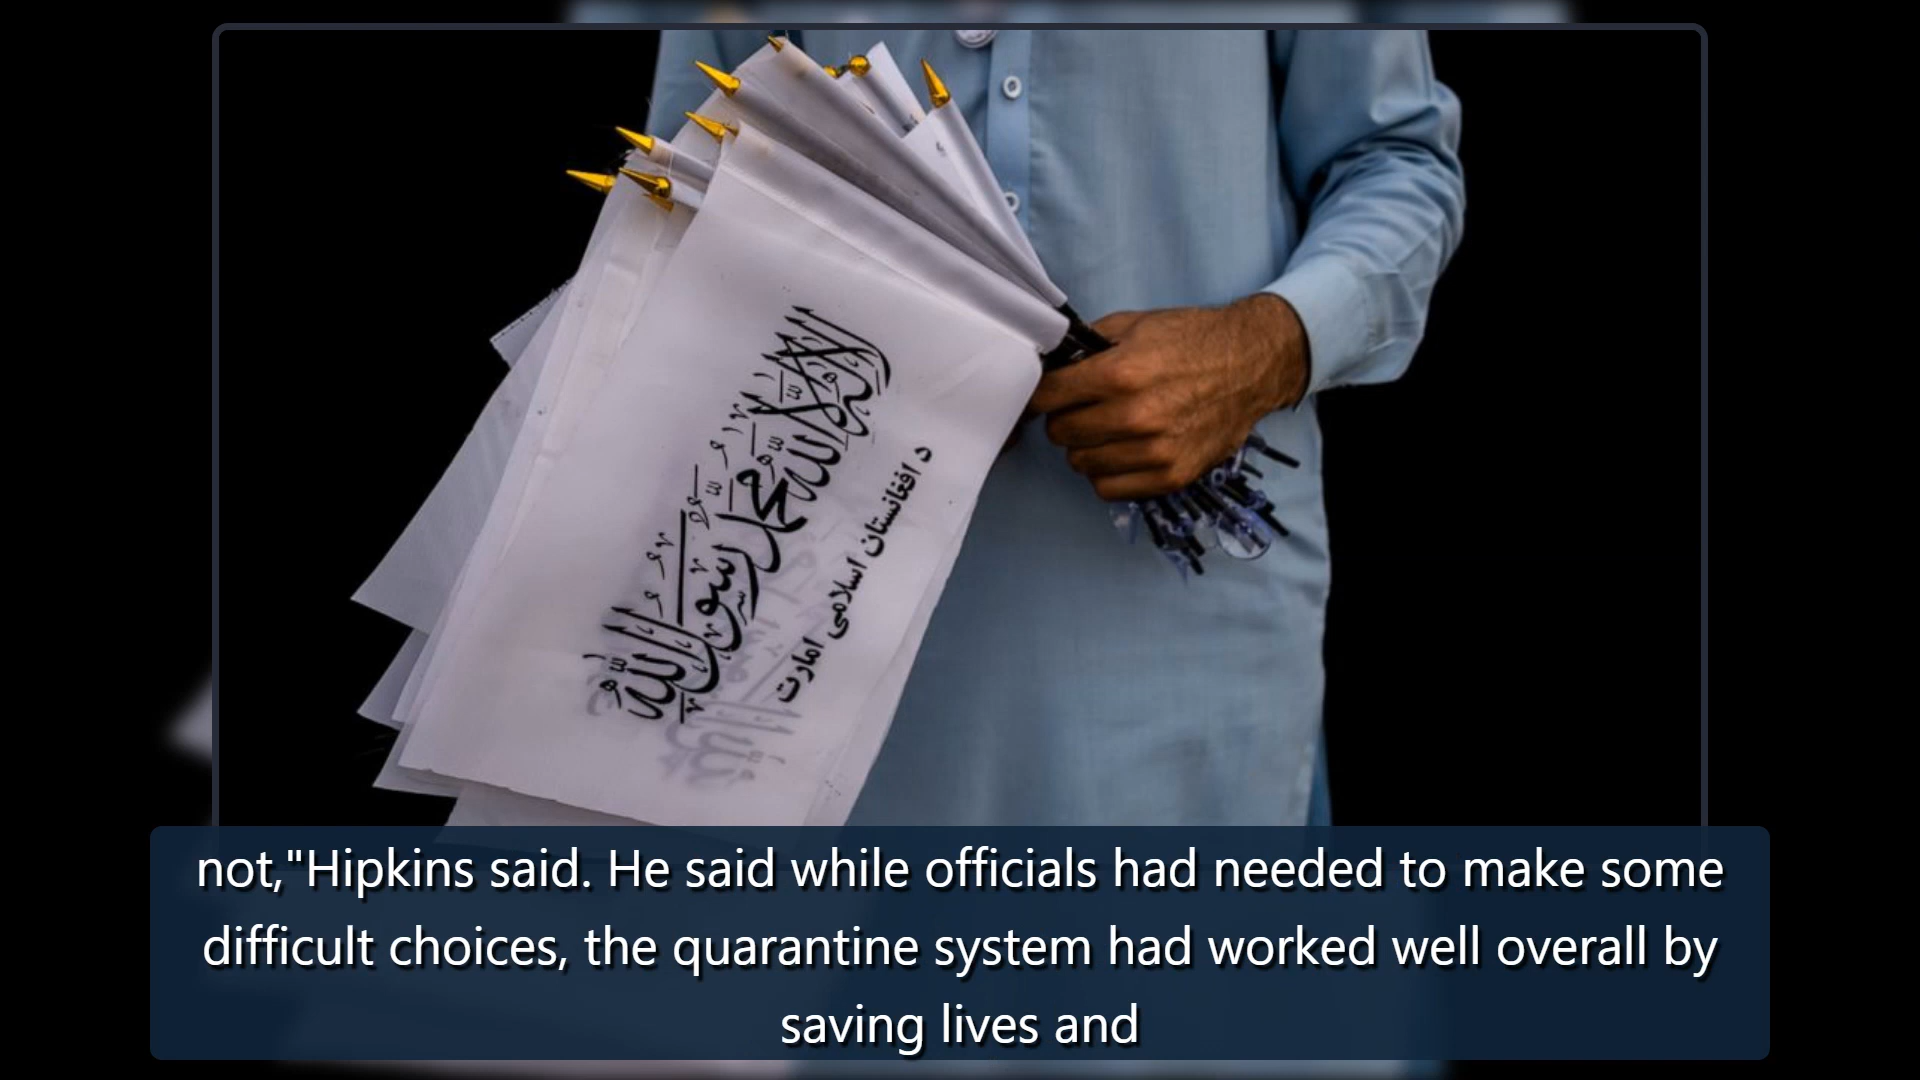 لا إله إلا الله محمد رسول الله
د افغانستان اسلامی امارت
not,"Hipkins said. He said while officials had needed to make some
difficult choices, the quarantine system had worked well overall by
saving lives and